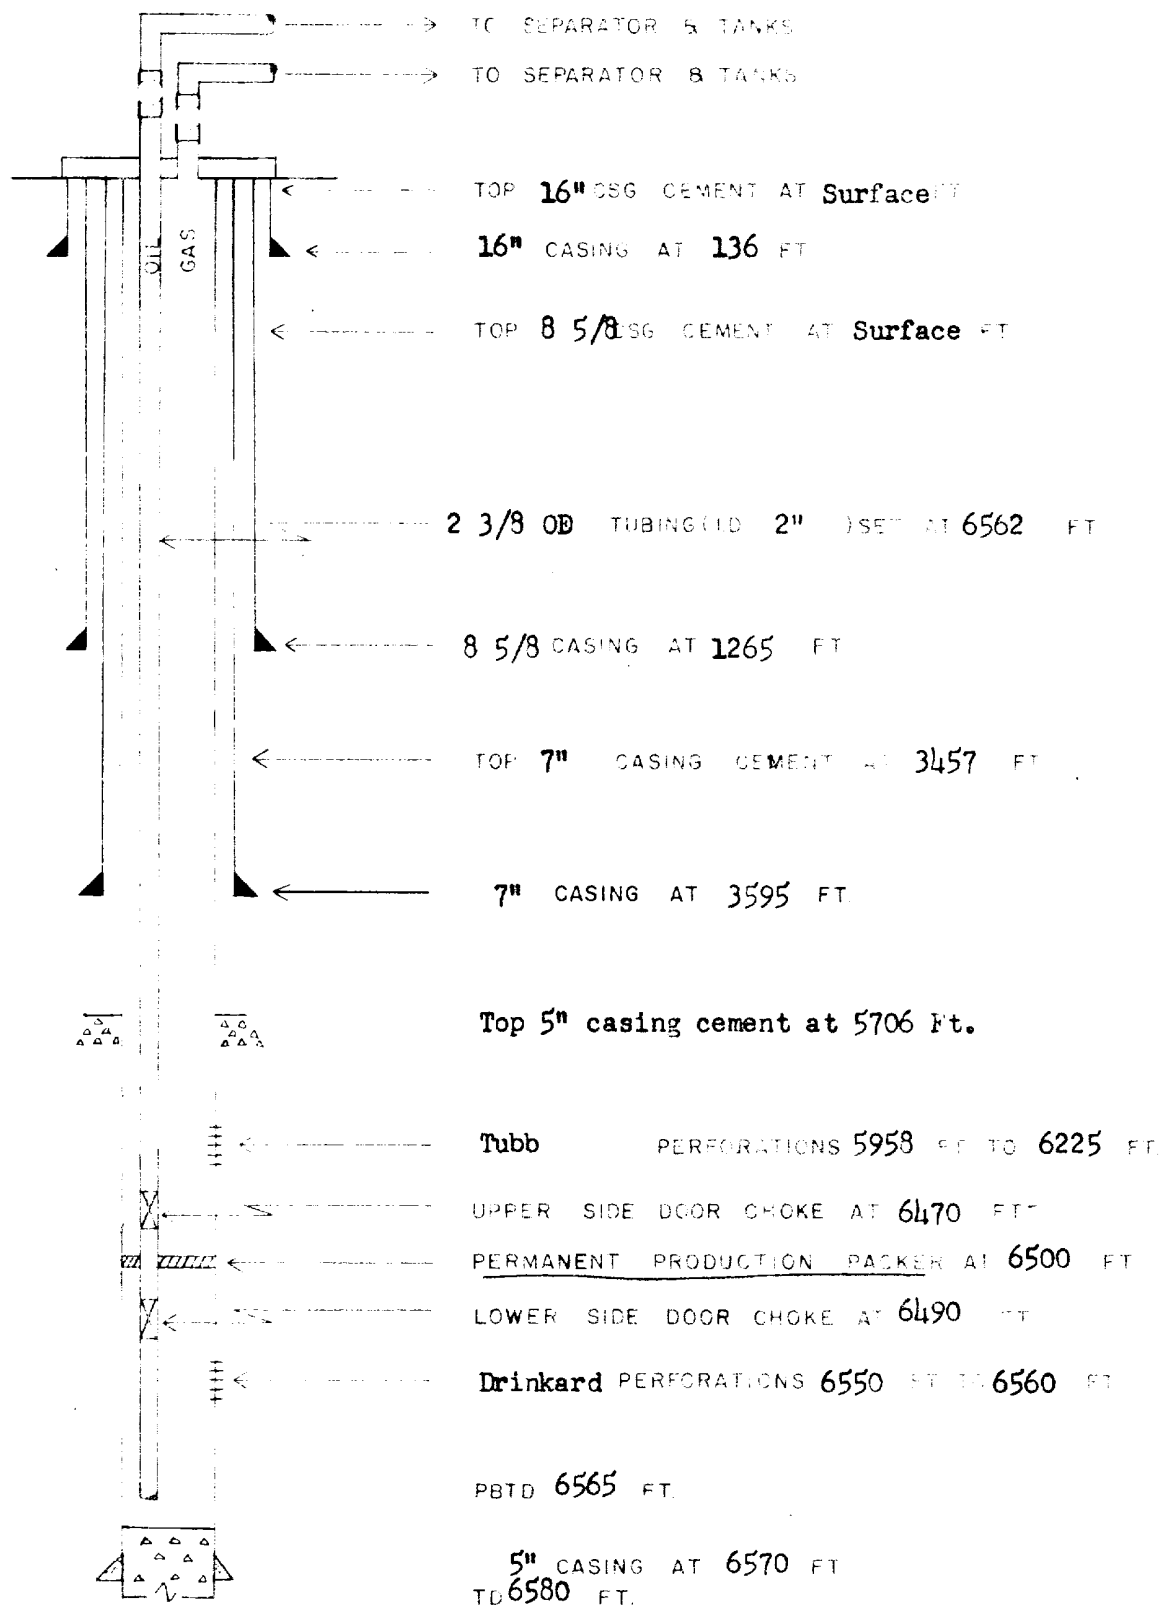 TO SEPARATOR & TANKS
TO SEPARATOR & TANKS
TOP 16" CSG CEMENT AT Surface FT
OIL
GAS
16" CASING AT 136 FT
TOP 8 5/8 CSG CEMENT AT Surface FT
2 3/8 OD TUBING (I.D 2" ) SET AT 6562 FT
8 5/8 CASING AT 1265 FT
TOP 7" CASING CEMENT AT 3457 FT
7" CASING AT 3595 FT.
Top 5" casing cement at 5706 Ft.
Tubb PERFORATIONS 5958 FT TO 6225 FT.
UPPER SIDE DOOR CHOKE AT 6470 FT
PERMANENT PRODUCTION PACKER AT 6500 FT
LOWER SIDE DOOR CHOKE AT 6490 FT
Drinkard PERFORATIONS 6550 FT TO 6560 FT
PBTD 6565 FT.
5" CASING AT 6570 FT
TD 6580 FT.